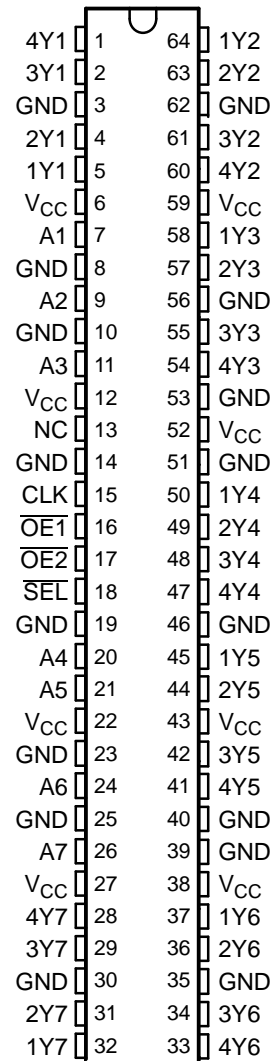 4Y1 1 64 1Y2
3Y1 2 63 2Y2
GND 3 62 GND
2Y1 4 61 3Y2
1Y1 5 60 4Y2
VCC 6 59 VCC
A1 7 58 1Y3
GND 8 57 2Y3
A2 9 56 GND
GND 10 55 3Y3
A3 11 54 4Y3
VCC 12 53 GND
NC 13 52 VCC
GND 14 51 GND
CLK 15 50 1Y4
O̅E̅1̅ 16 49 2Y4
O̅E̅2̅ 17 48 3Y4
S̅E̅L̅ 18 47 4Y4
GND 19 46 GND
A4 20 45 1Y5
A5 21 44 2Y5
VCC 22 43 VCC
GND 23 42 3Y5
A6 24 41 4Y5
GND 25 40 GND
A7 26 39 GND
VCC 27 38 VCC
4Y7 28 37 1Y6
3Y7 29 36 2Y6
GND 30 35 GND
2Y7 31 34 3Y6
1Y7 32 33 4Y6